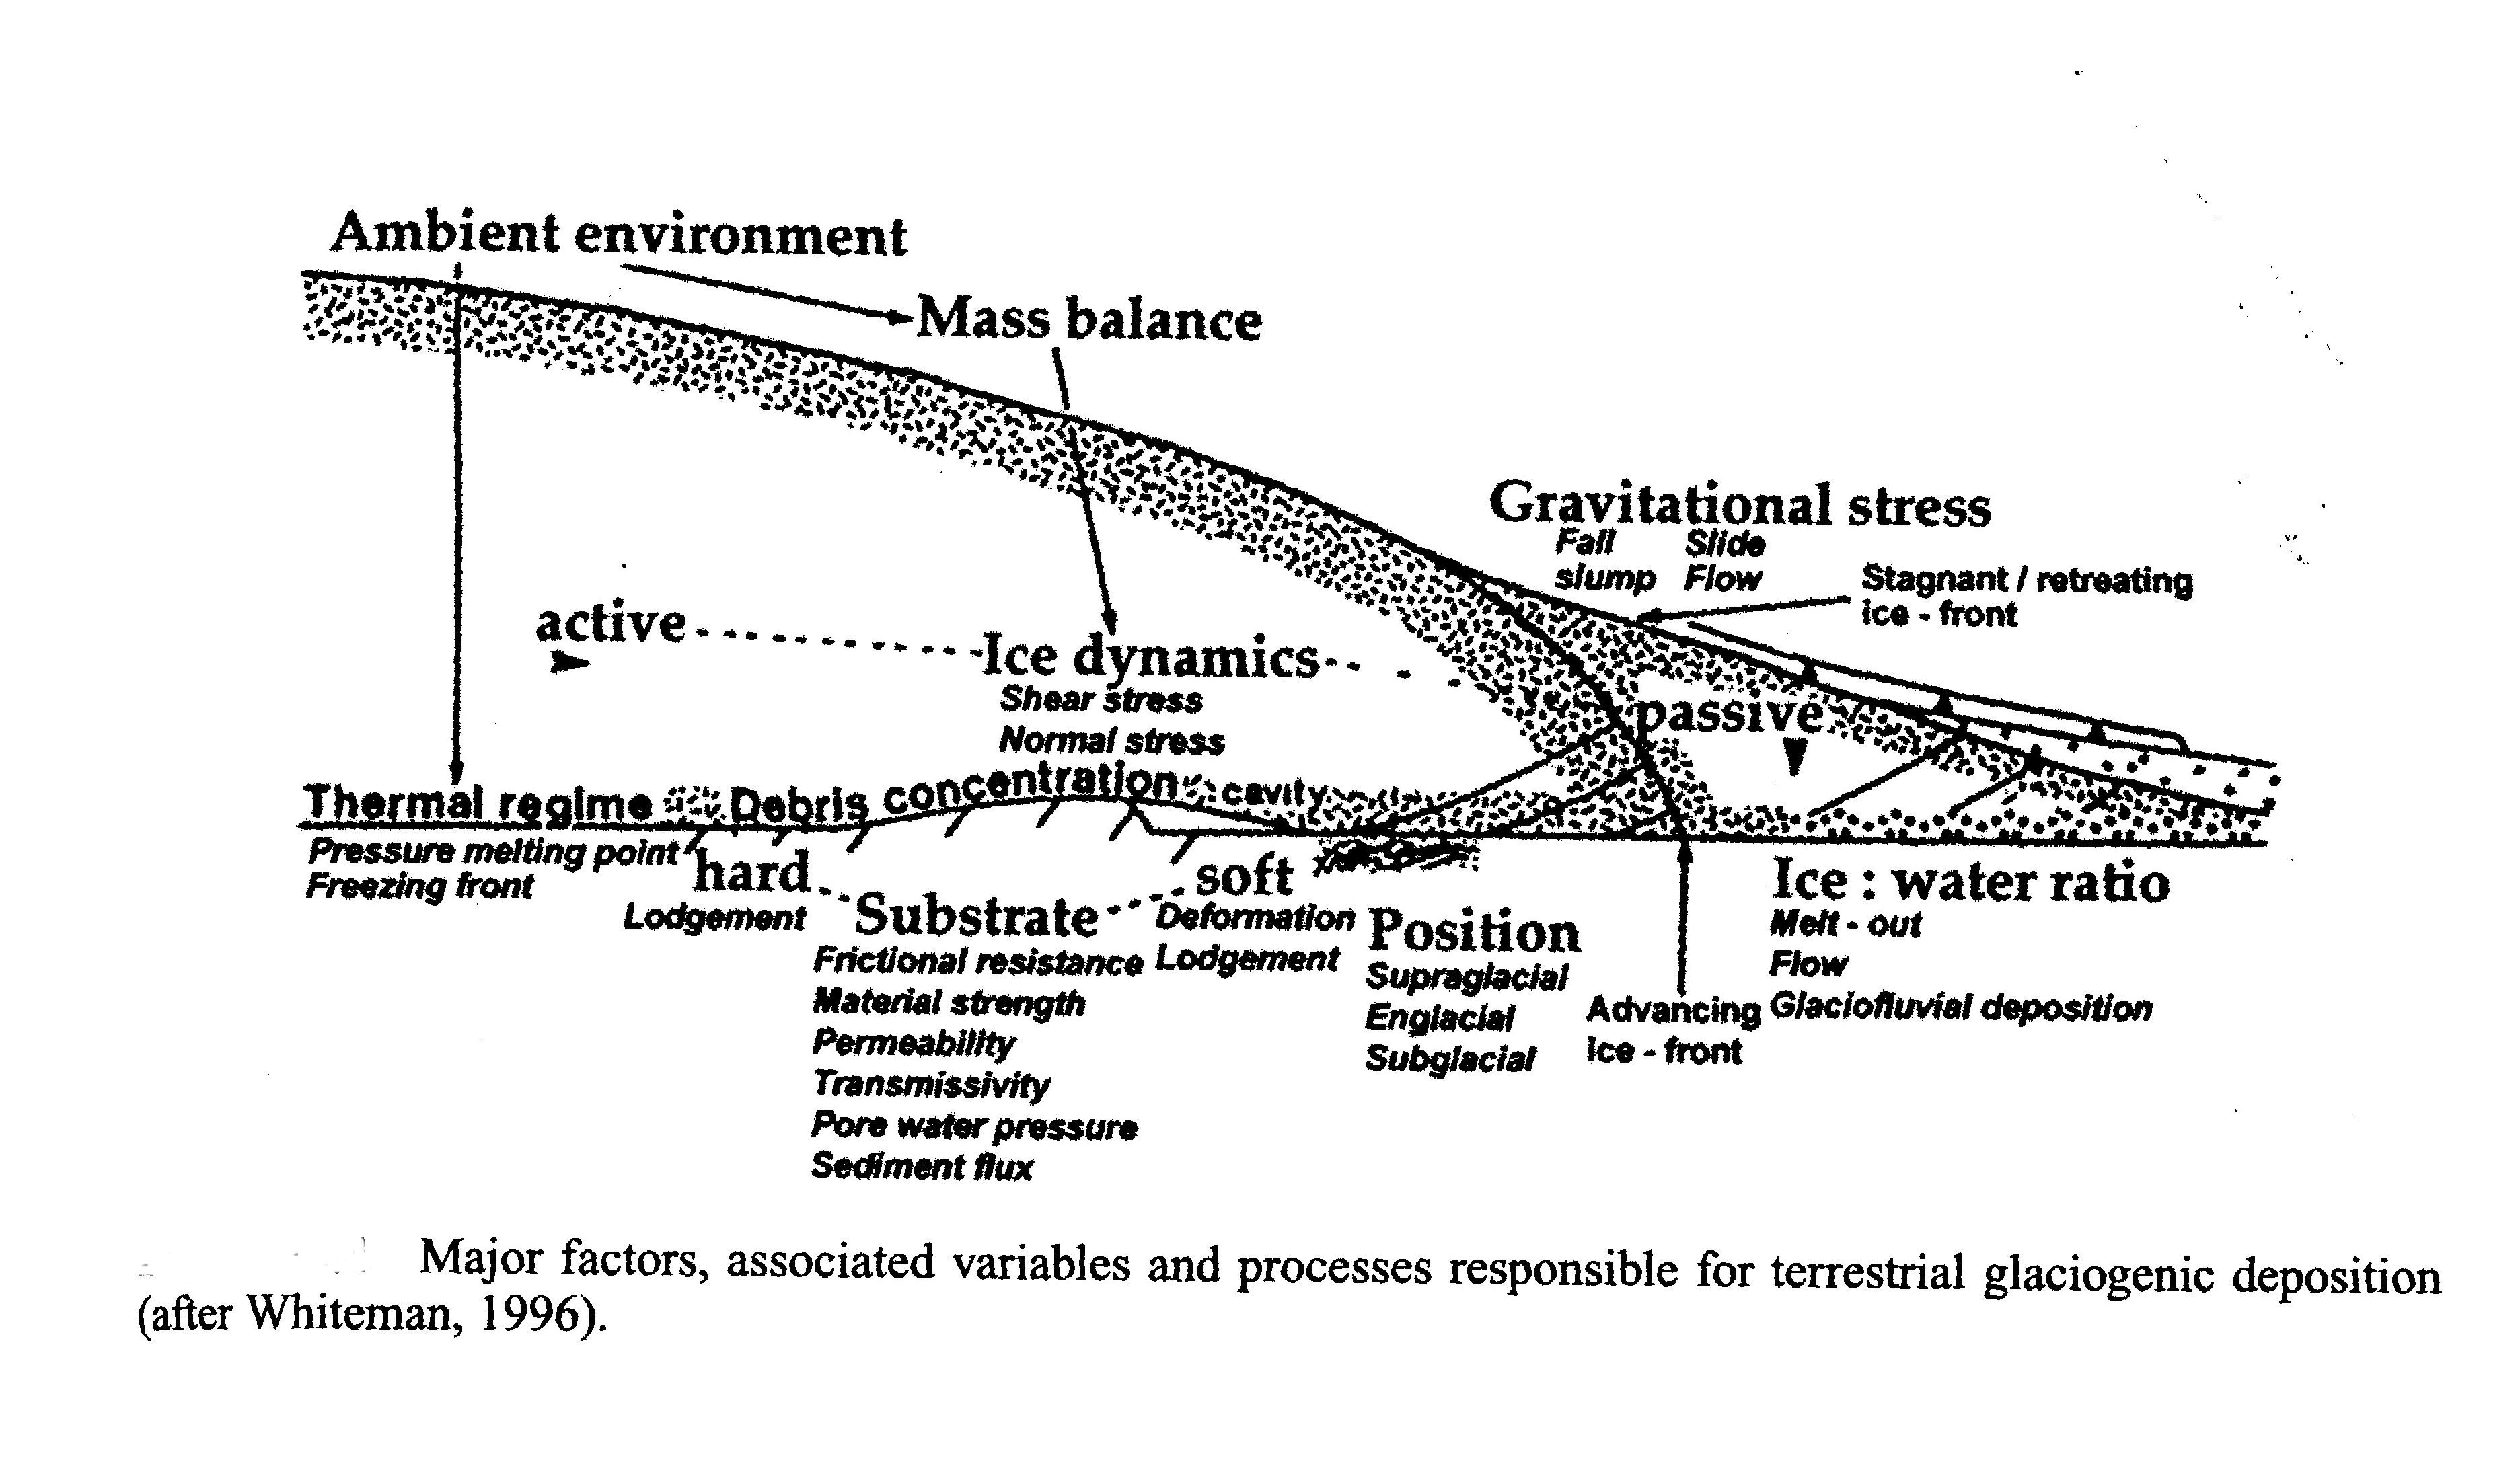 Ambient environment
Mass balance
Gravitational stress
Fall Slide
slump Flow
Stagnant / retreating
ice - front
active
Ice dynamics
Shear stress
Normal stress
passive
Thermal regime
Debris concentration
cavity
Pressure melting point
Freezing front
hard
Lodgement
Substrate
soft
Deformation
Lodgement
Frictional resistance
Material strength
Permeability
Transmissivity
Pore water pressure
Sediment flux
Position
Supraglacial
Englacial
Subglacial
Advancing
ice - front
Ice : water ratio
Melt - out
Flow
Glaciofluvial deposition
Major factors, associated variables and processes responsible for terrestrial glaciogenic deposition
(after Whiteman, 1996).